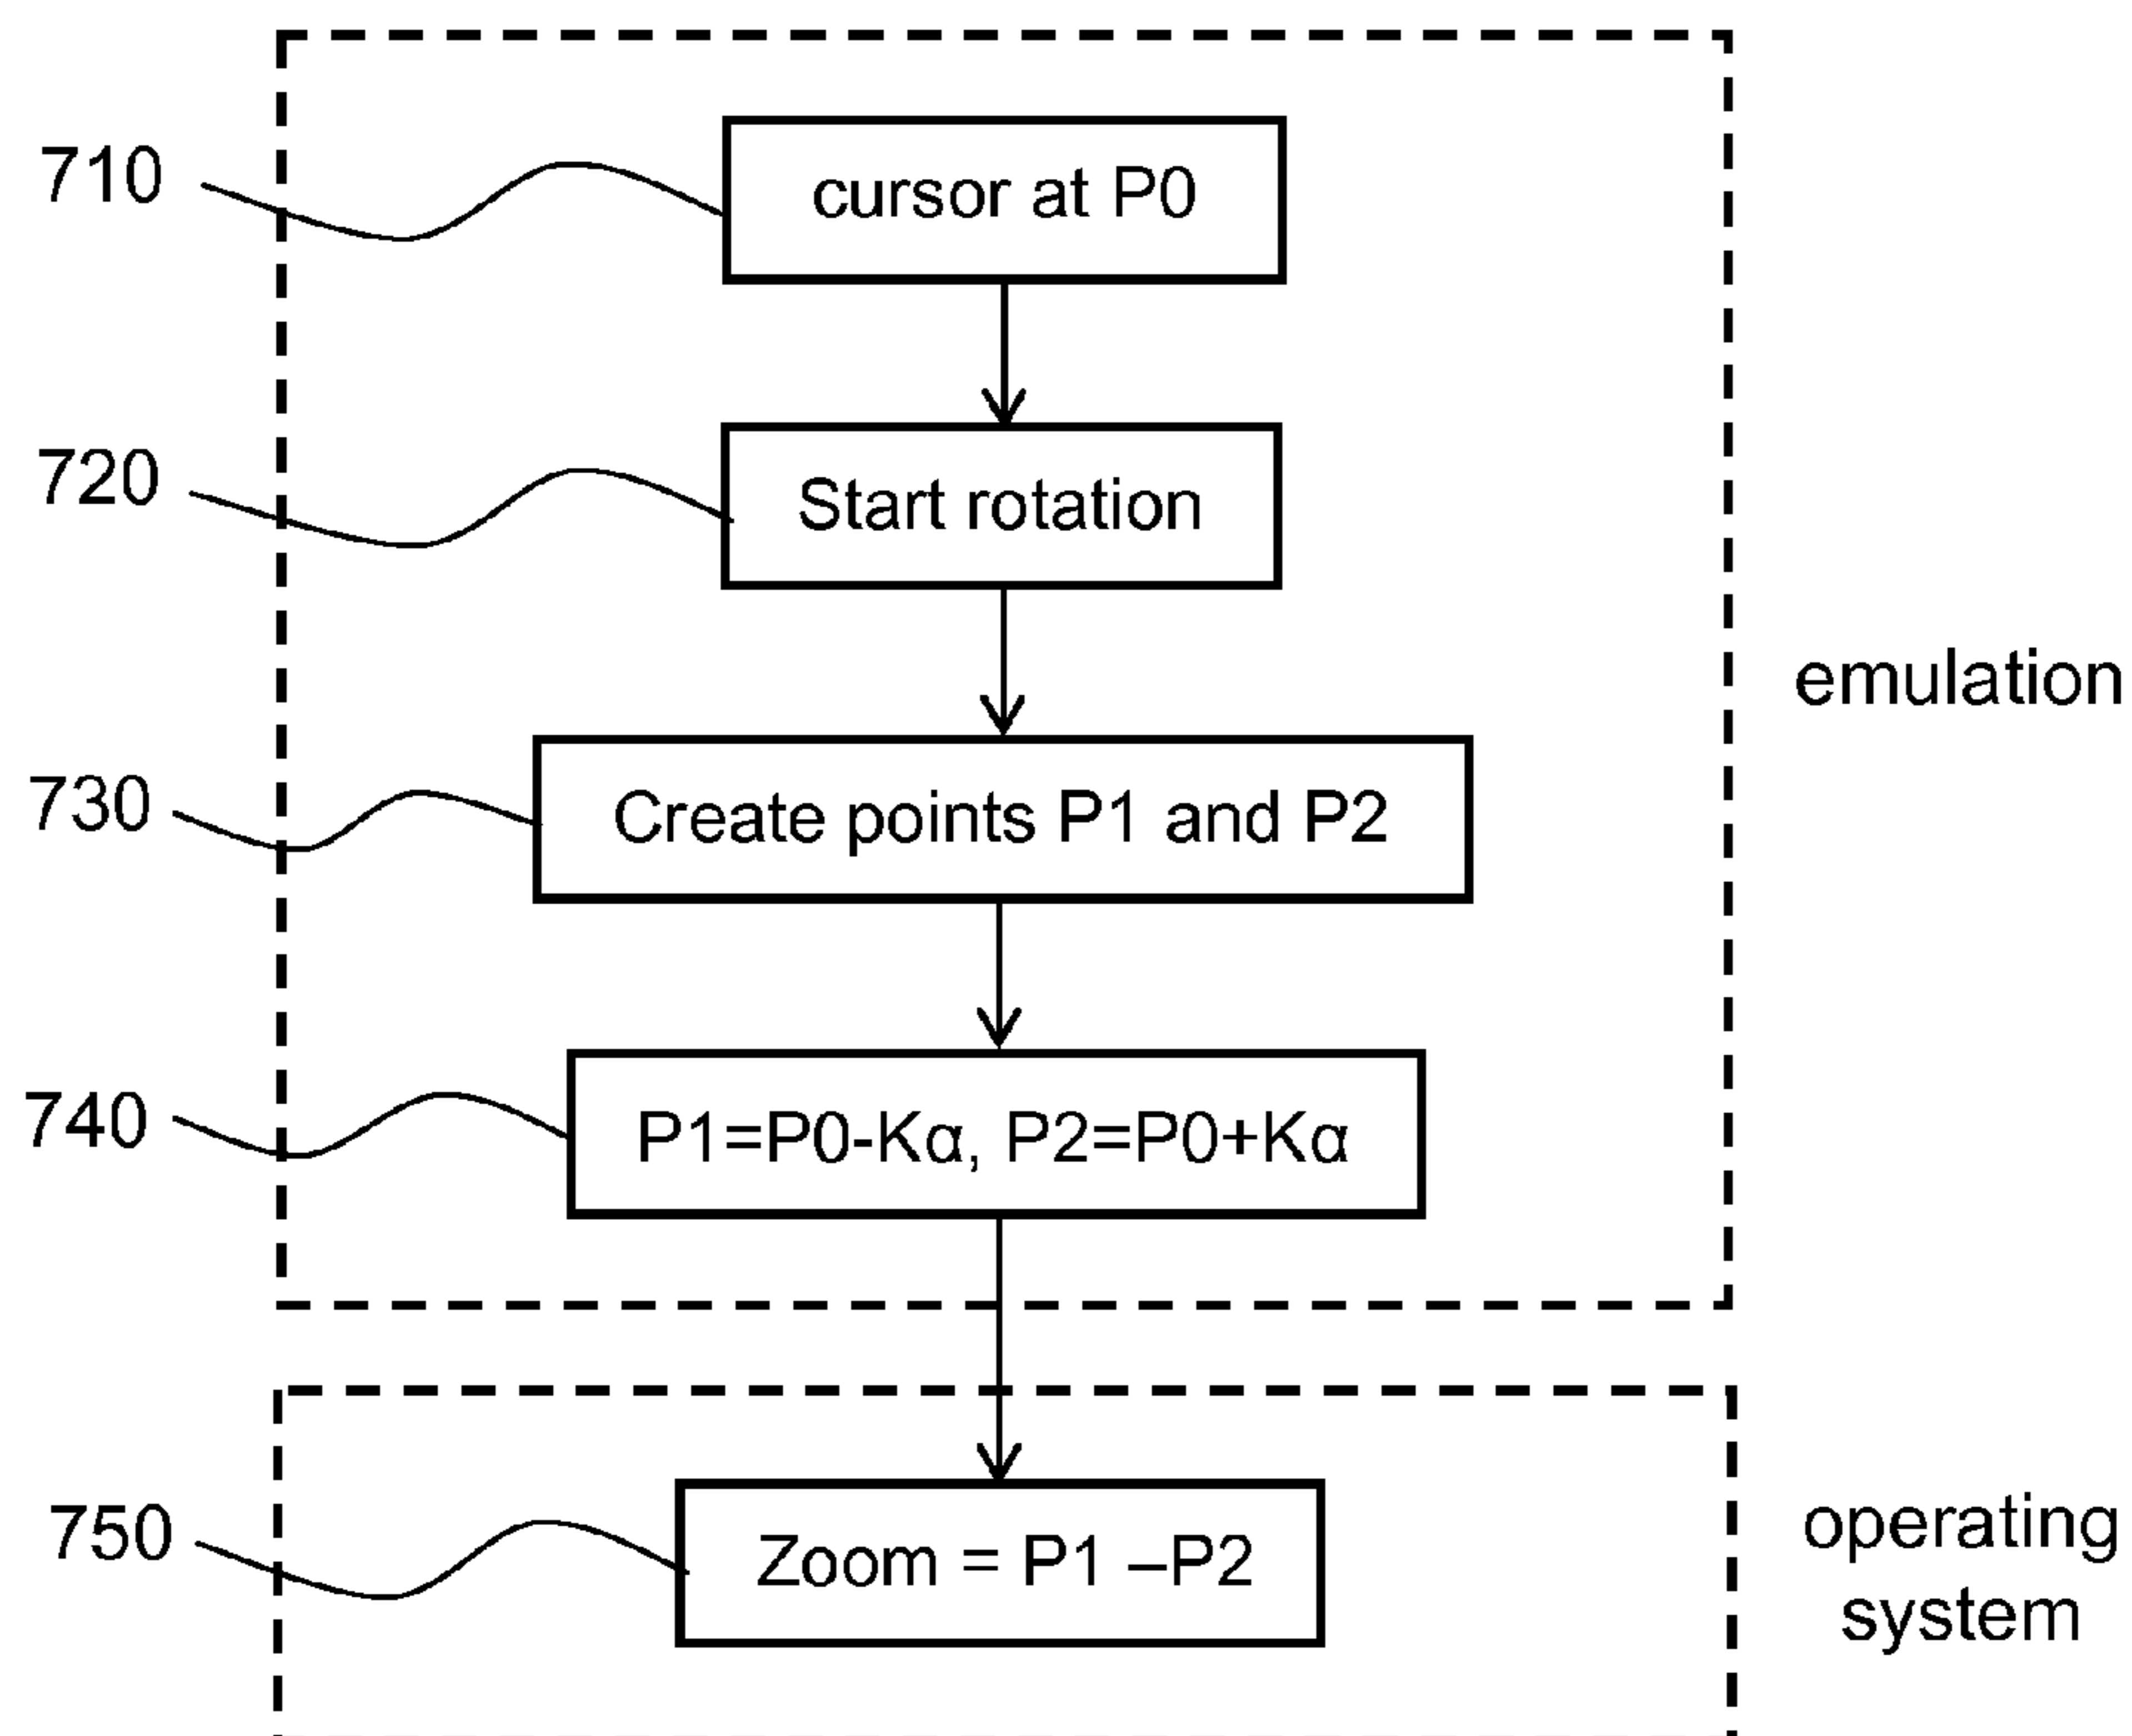 710
cursor at P0
720
Start rotation
emulation
730
Create points P1 and P2
740
P1=P0-Kα, P2=P0+Kα
750
Zoom = P1 –P2
operating
system